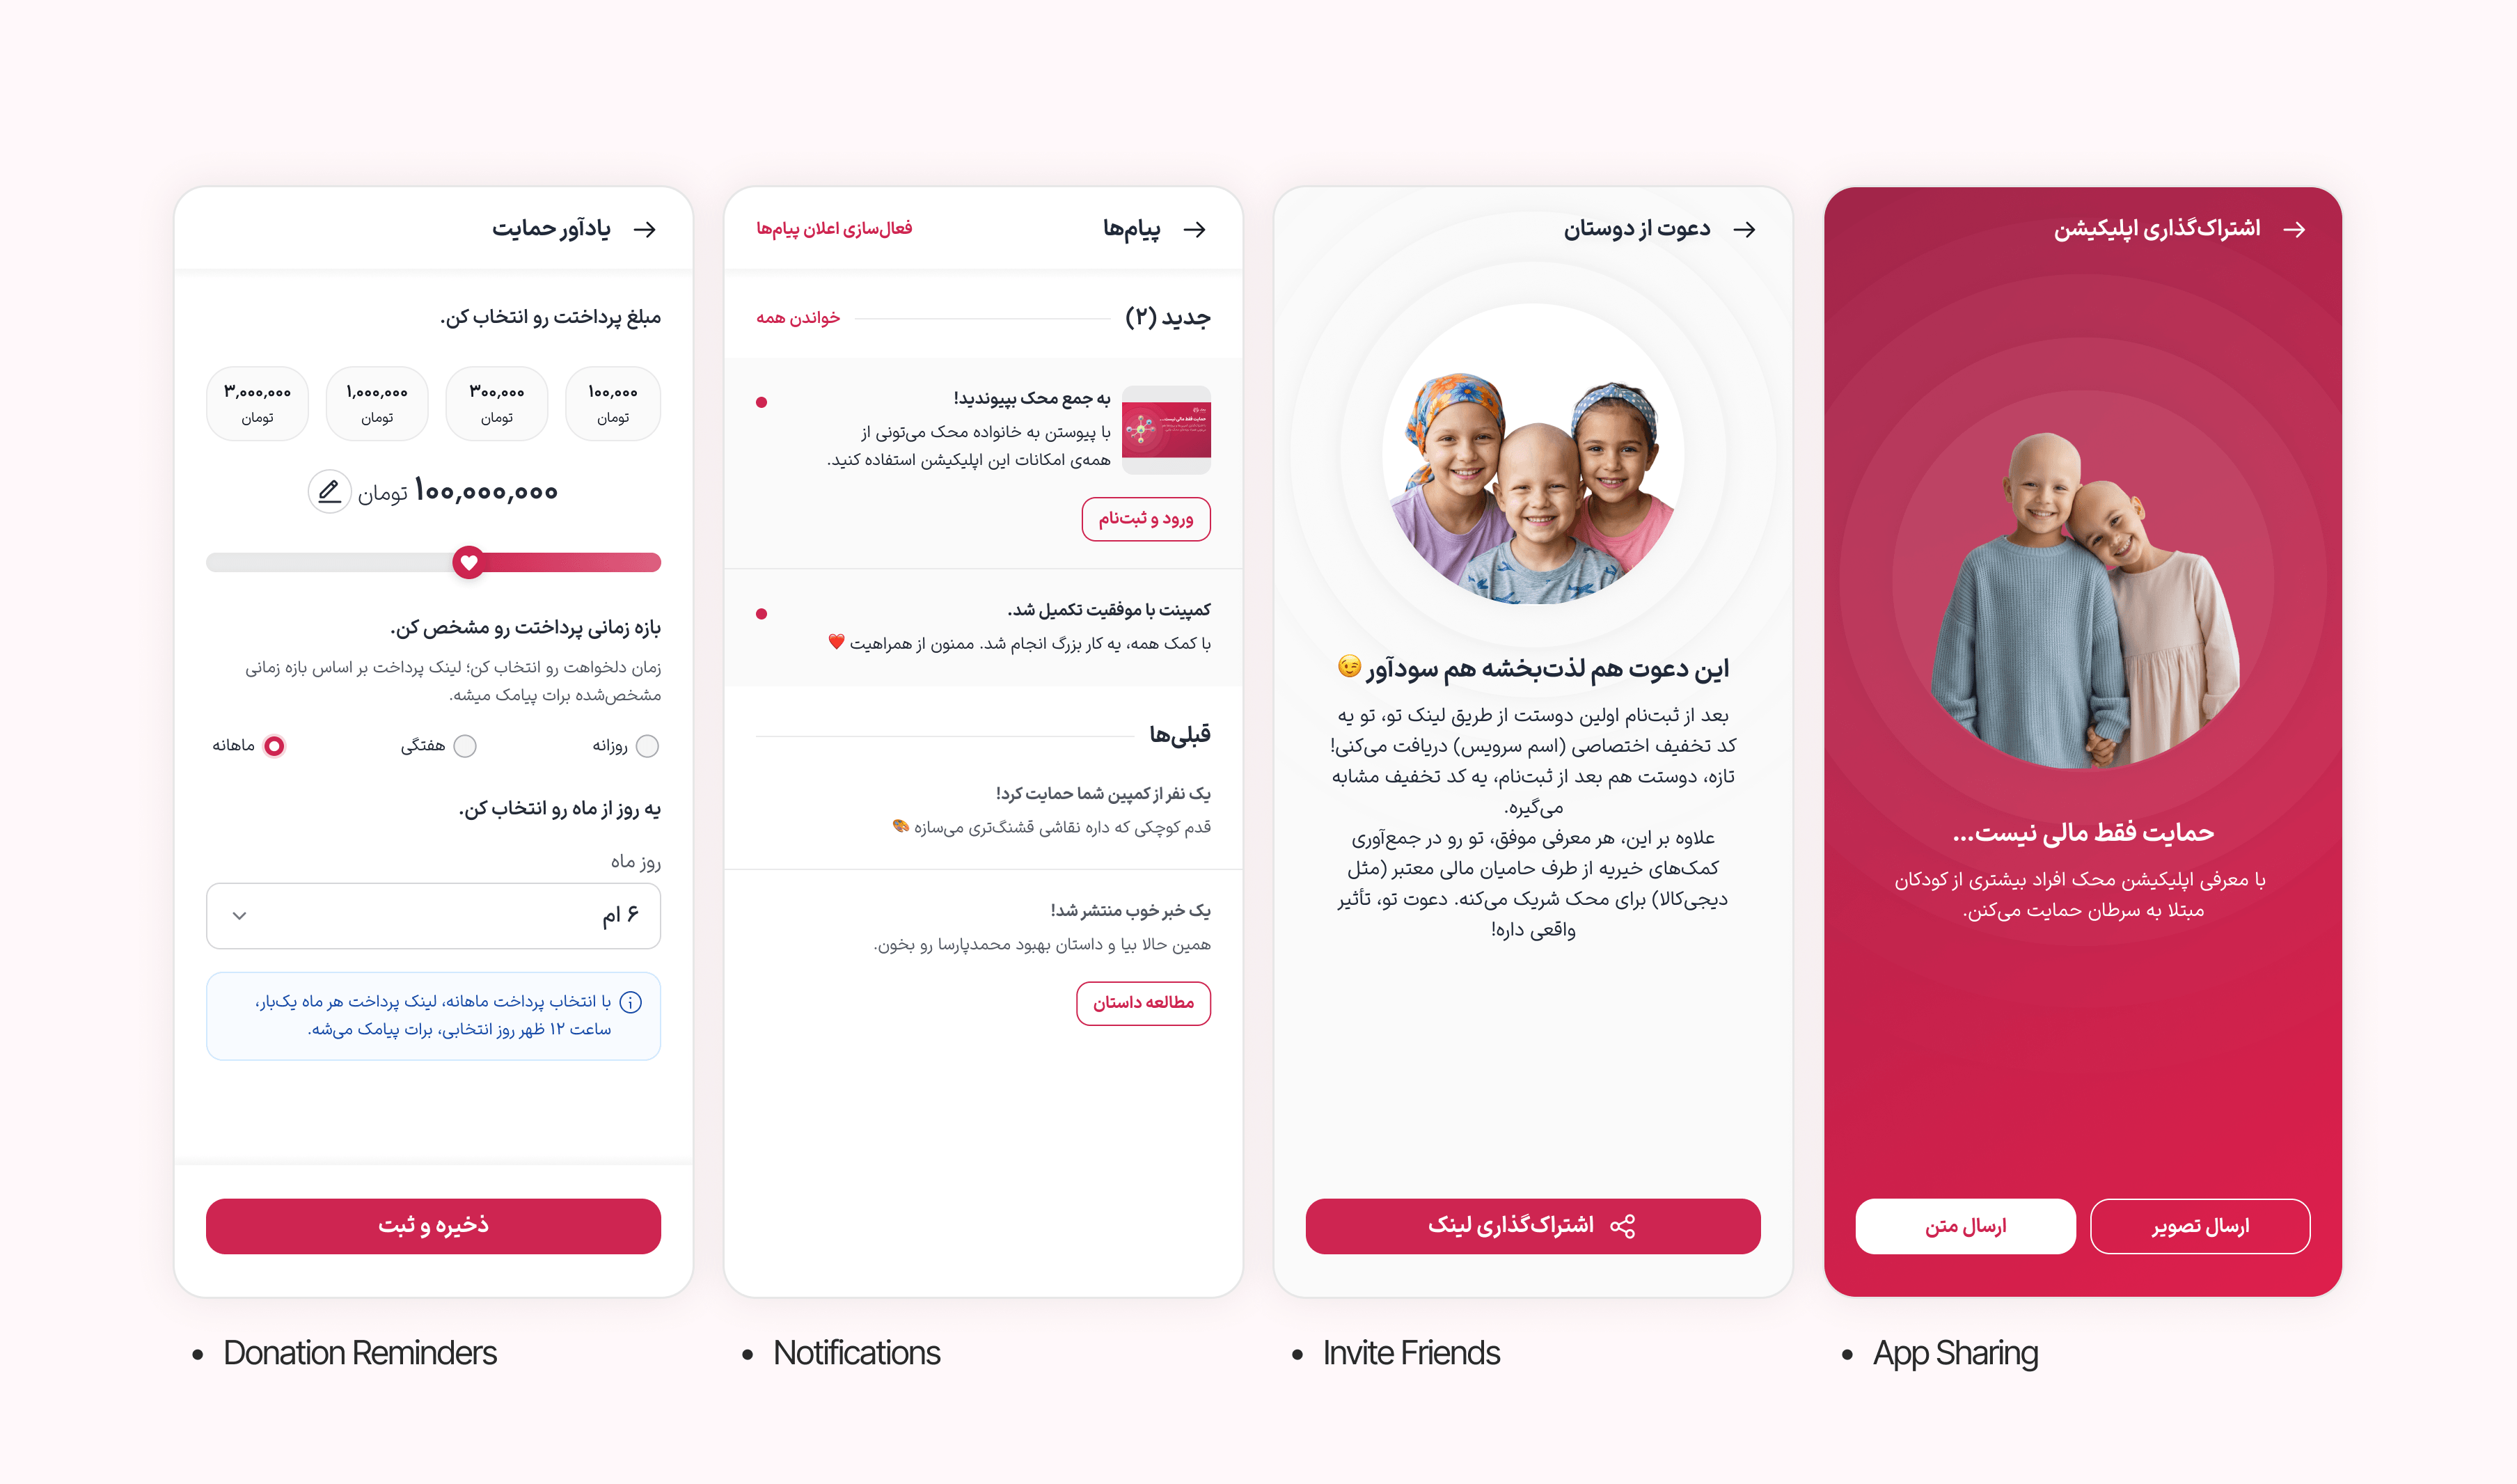 یادآور حمایت
مبلغ پرداختت رو انتخاب کن.
۱۰۰,۰۰۰ تومان
۳۰۰,۰۰۰ تومان
۱,۰۰۰,۰۰۰ تومان
۳,۰۰۰,۰۰۰ تومان
۱۰۰,۰۰۰,۰۰۰ تومان
بازه زمانی پرداختت رو مشخص کن.
زمان دلخواهت رو انتخاب کن؛ لینک پرداخت بر اساس بازه زمانی
مشخص‌شده برات پیامک میشه.
روزانه
هفتگی
ماهانه
یه روز از ماه رو انتخاب کن.
روز ماه
۶ ام
با انتخاب پرداخت ماهانه، لینک پرداخت هر ماه یک‌بار،
ساعت ۱۲ ظهر روز انتخابی، برات پیامک می‌شه.
ذخیره و ثبت
• Donation Reminders
پیام‌ها
فعال‌سازی اعلان پیام‌ها
جدید (۲)
خواندن همه
به جمع محک بپیوندید!
با پیوستن به خانواده محک می‌تونی از
همه‌ی امکانات این اپلیکیشن استفاده کنید.
حمایت فقط مالی نیست...
ورود و ثبت‌نام
کمپینت با موفقیت تکمیل شد.
با کمک همه، یه کار بزرگ انجام شد. ممنون از همراهیت ❤️
قبلی‌ها
یک نفر از کمپین شما حمایت کرد!
قدم کوچکی که داره نقاشی قشنگ‌تری می‌سازه 🎨
یک خبر خوب منتشر شد!
همین حالا بیا و داستان بهبود محمدپارسا رو بخون.
مطالعه داستان
• Notifications
دعوت از دوستان
این دعوت هم لذت‌بخشه هم سودآور 😉
بعد از ثبت‌نام اولین دوستت از طریق لینک تو، تو یه
کد تخفیف اختصاصی (اسم سرویس) دریافت می‌کنی!
تازه، دوستت هم بعد از ثبت‌نام، یه کد تخفیف مشابه
می‌گیره.
علاوه بر این، هر معرفی موفق، تو رو در جمع‌آوری
کمک‌های خیریه از طرف حامیان مالی معتبر (مثل
دیجی‌کالا) برای محک شریک می‌کنه. دعوت تو، تأثیر
واقعی داره!
اشتراک‌گذاری لینک
• Invite Friends
اشتراک‌گذاری اپلیکیشن
حمایت فقط مالی نیست...
با معرفی اپلیکیشن محک افراد بیشتری از کودکان
مبتلا به سرطان حمایت می‌کنن.
ارسال تصویر
ارسال متن
• App Sharing